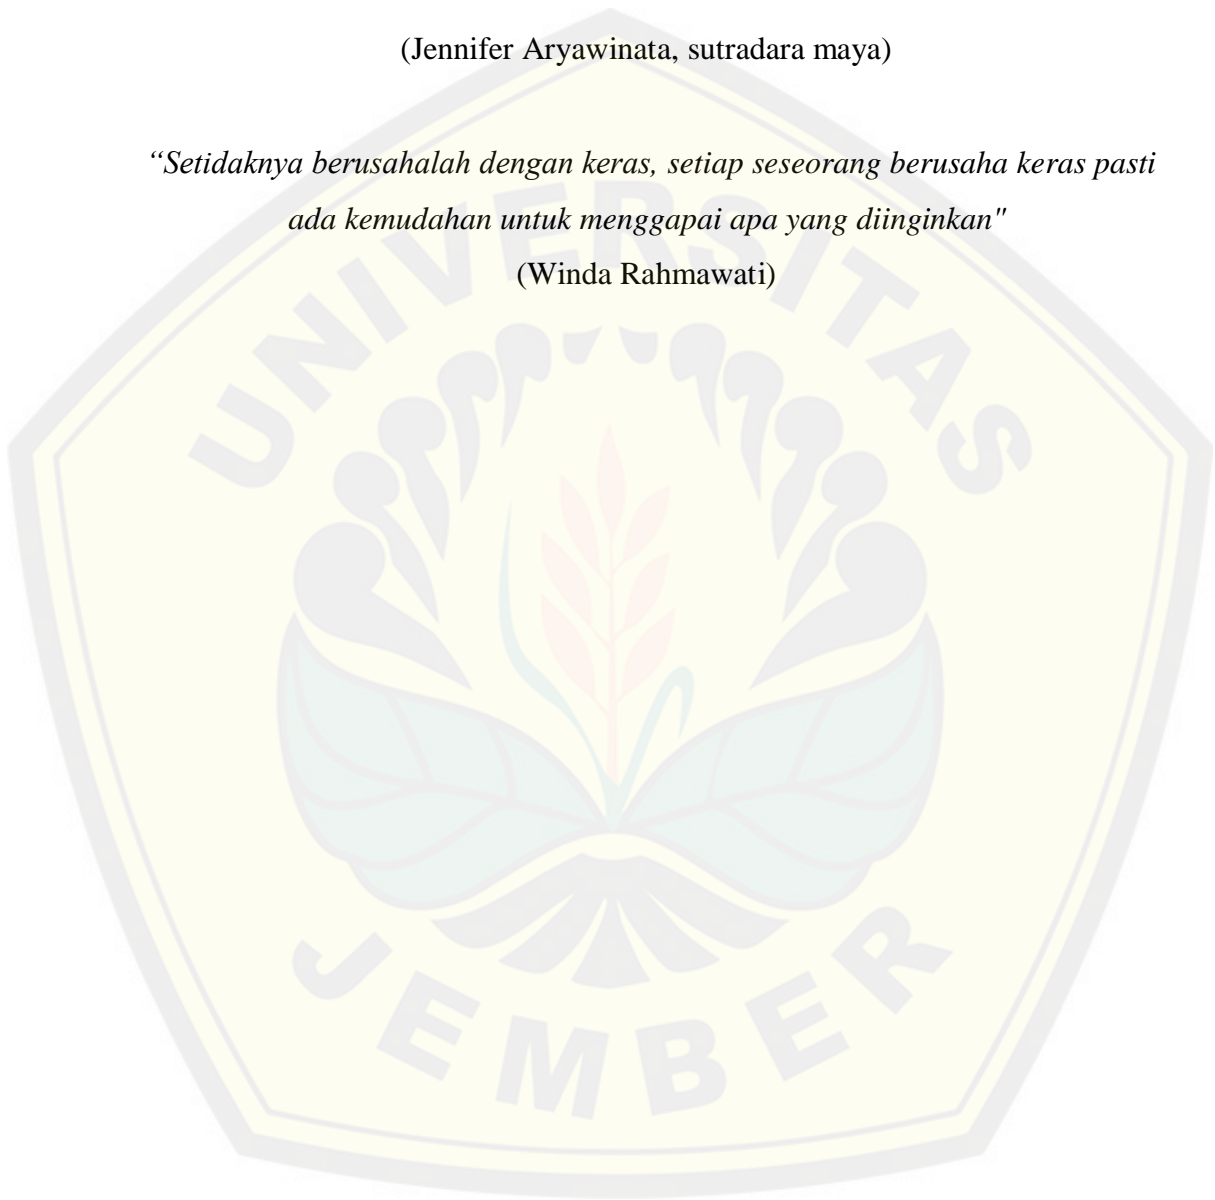 (Jennifer Aryawinata, sutradara maya)
“Setidaknya berusahalah dengan keras, setiap seseorang berusaha keras pasti
ada kemudahan untuk menggapai apa yang diinginkan"
(Winda Rahmawati)
UNIVERSITAS
JEMBER